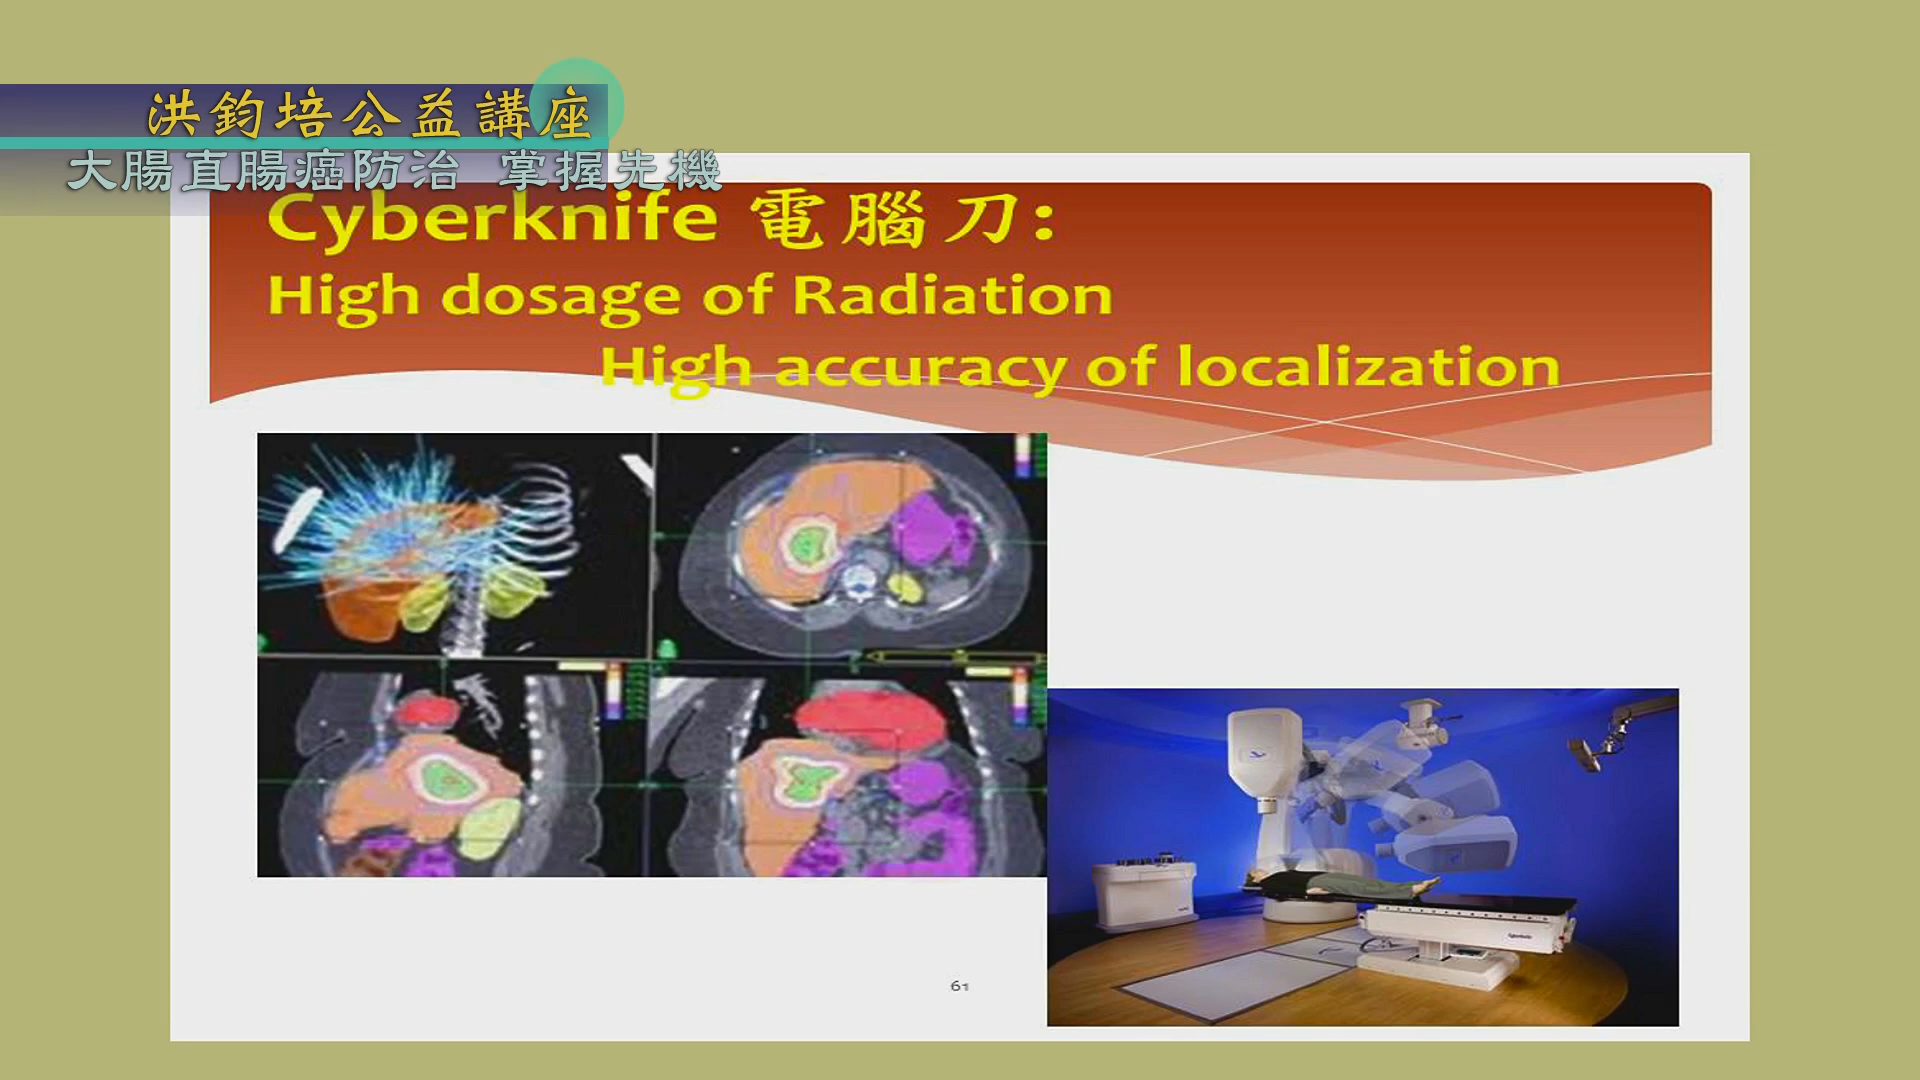 洪鈞培公益講座
大腸直腸癌防治 掌握先機
Cyberknife 電腦刀:
High dosage of Radiation
High accuracy of localization
61